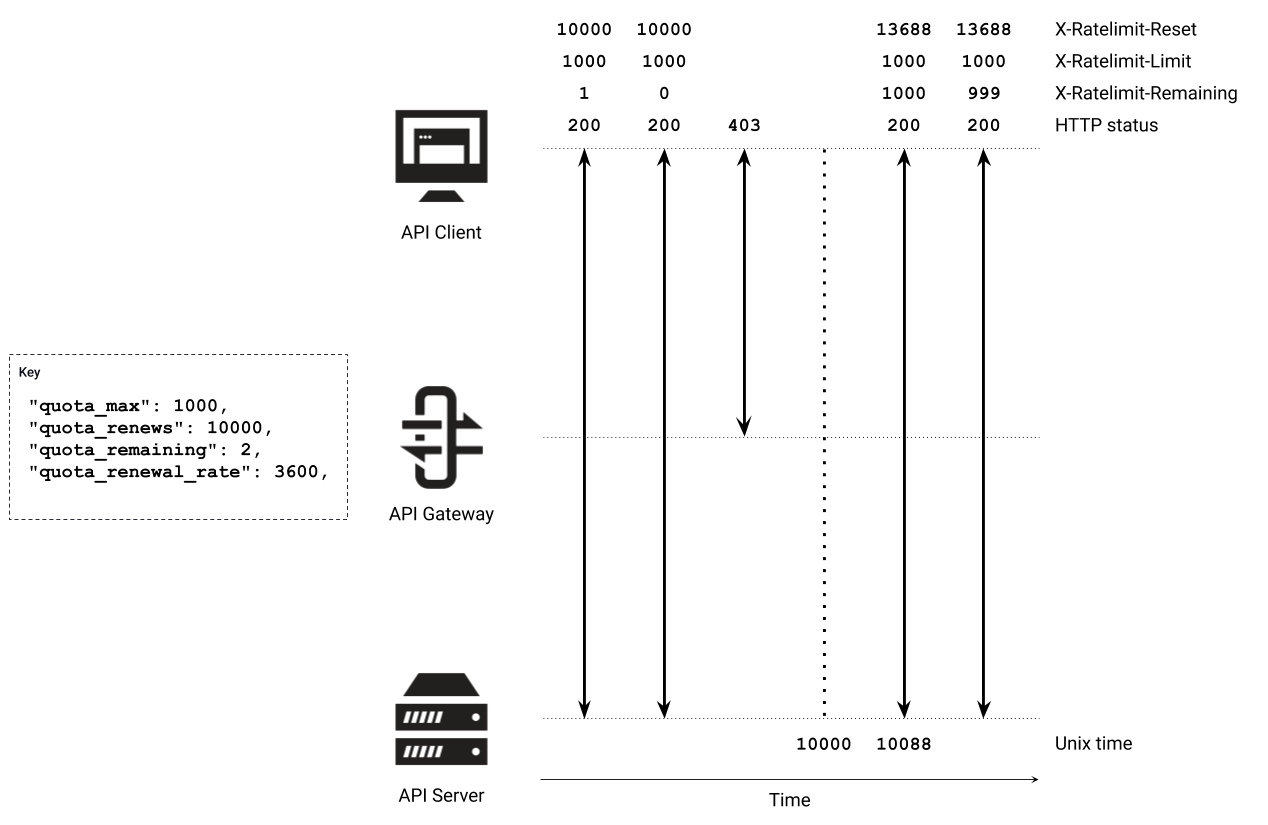 10000 10000 13688 13688 X-Ratelimit-Reset
1000 1000 1000 1000 X-Ratelimit-Limit
1 0 1000 999 X-Ratelimit-Remaining
200 200 403 200 200 HTTP status
API Client
Key
"quota_max": 1000,
"quota_renews": 10000,
"quota_remaining": 2,
"quota_renewal_rate": 3600,
API Gateway
10000 10088 Unix time
API Server
Time